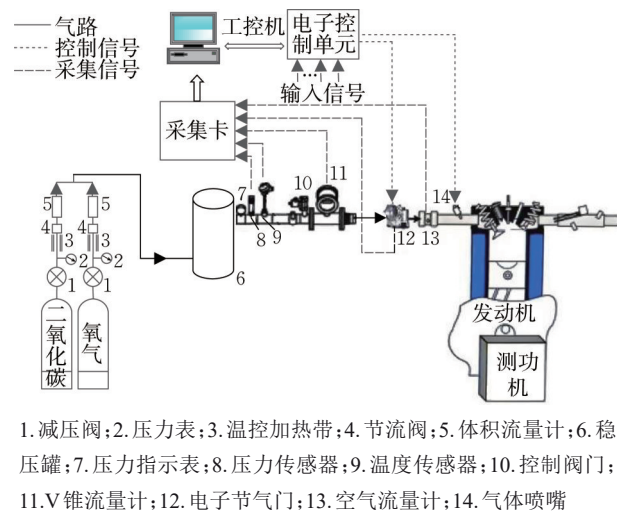 气路
控制信号
采集信号
工控机
电子控
制单元
输入信号
采集卡
7
8
9
10
11
12
13
14
6
5
5
4
4
3
3
2
2
1
1
二氧化碳
氧气
发动机
测功机
1.减压阀;2.压力表;3.温控加热带;4.节流阀;5.体积流量计;6.稳
压罐;7.压力指示表;8.压力传感器;9.温度传感器;10.控制阀门;
11.V锥流量计;12.电子节气门;13.空气流量计;14.气体喷嘴